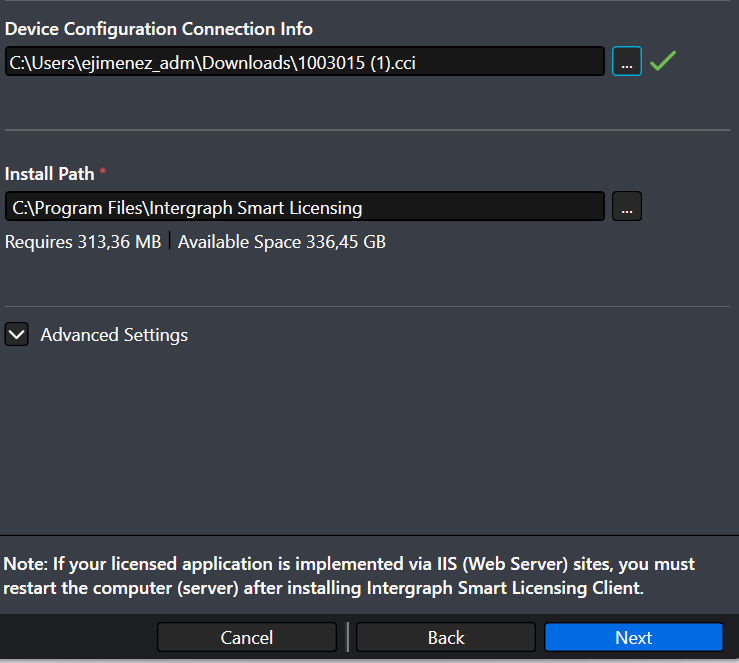 Device Configuration Connection Info
C:\Users\ejimenez_adm\Downloads\1003015 (1).cci
...
Install Path *
C:\Program Files\Intergraph Smart Licensing
...
Requires 313,36 MB | Available Space 336,45 GB
Advanced Settings
Note: If your licensed application is implemented via IIS (Web Server) sites, you must
restart the computer (server) after installing Intergraph Smart Licensing Client.
Cancel
Back
Next